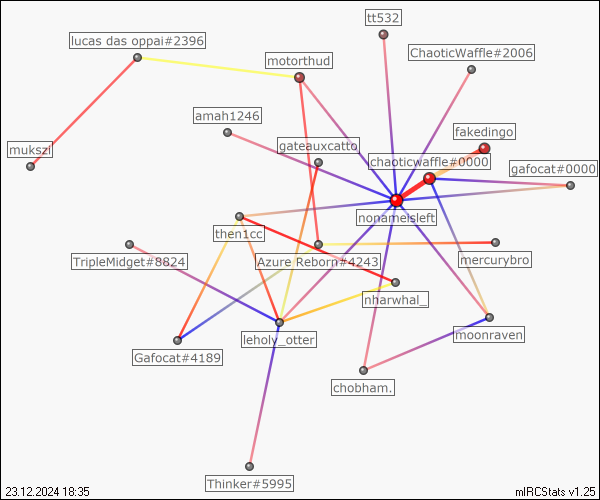 tt532
lucas das oppai#2396
ChaoticWaffle#2006
motorthud
amah1246
fakedingo
mukszi
gateauxcatto
chaoticwaffle#0000
gafocat#0000
nonameisleft
then1cc
TripleMidget#8824
Azure Reborn#4243
mercurybro
nharwhal_
leholy_otter
moonraven
Gafocat#4189
chobham.
Thinker#5995
23.12.2024 18:35
mIRCStats v1.25